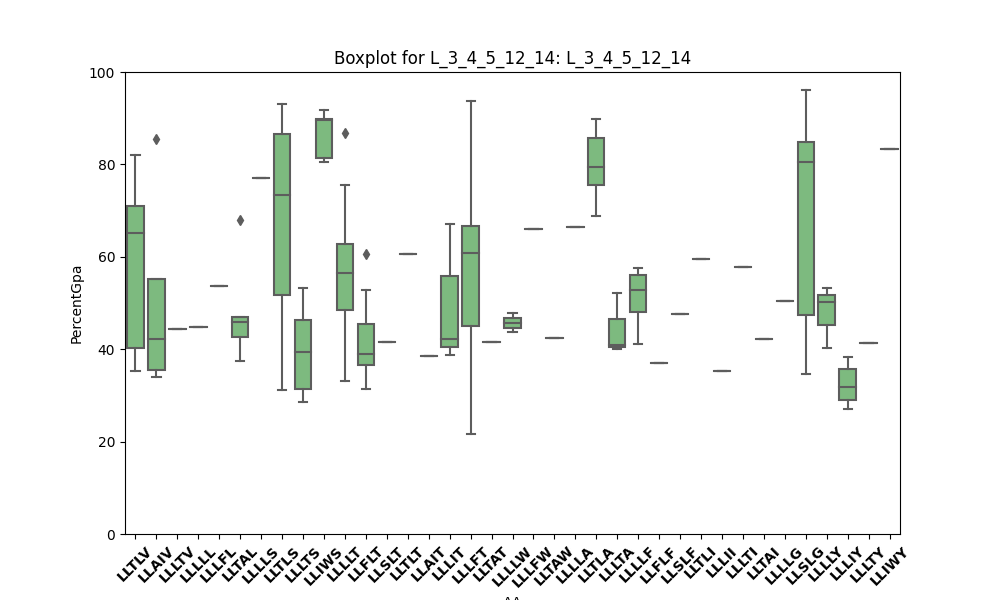 Boxplot for L_3_4_5_12_14: L_3_4_5_12_14
PercentGpa
100
80
60
40
20
0
LLTLV
LLAIV
LLLTV
LLLLL
LLLFL
LLTAL
LLLLS
LLTLS
LLLTS
LLIWS
LLLLT
LLFLT
LLSLT
LLTLT
LLAIT
LLLIT
LLLFT
LLTAT
LLLLW
LLLFW
LLTAW
LLLLA
LLTLA
LLLTA
LLLLF
LLFLF
LLSLF
LLTLI
LLLII
LLLTI
LLTAI
LLLLG
LLSLG
LLLLY
LLLIY
LLLTY
LLIWY